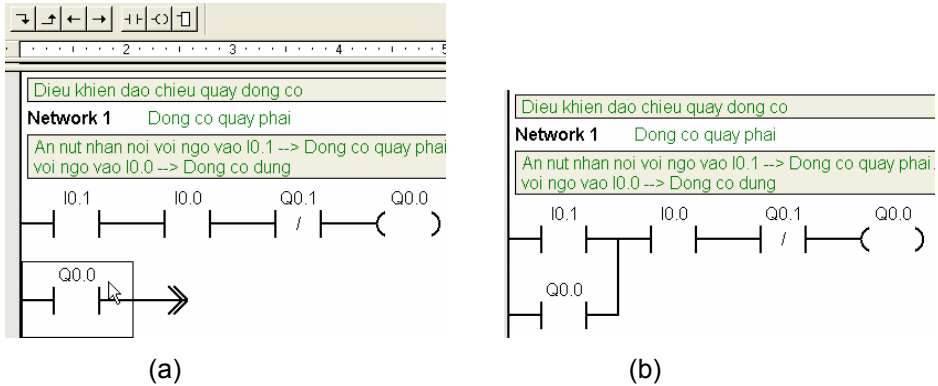 2 3 4 5
Dieu khien dao chieu quay dong co
Network 1 Dong co quay phai
An nut nhan noi voi ngo vao I0.1 --> Dong co quay phai
voi ngo vao I0.0 --> Dong co dung
I0.1 I0.0 Q0.1 Q0.0
Q0.0
(a)
Dieu khien dao chieu quay dong co
Network 1 Dong co quay phai
An nut nhan noi voi ngo vao I0.1 --> Dong co quay phai.
voi ngo vao I0.0 --> Dong co dung
I0.1 I0.0 Q0.1 Q0.0
Q0.0
(b)